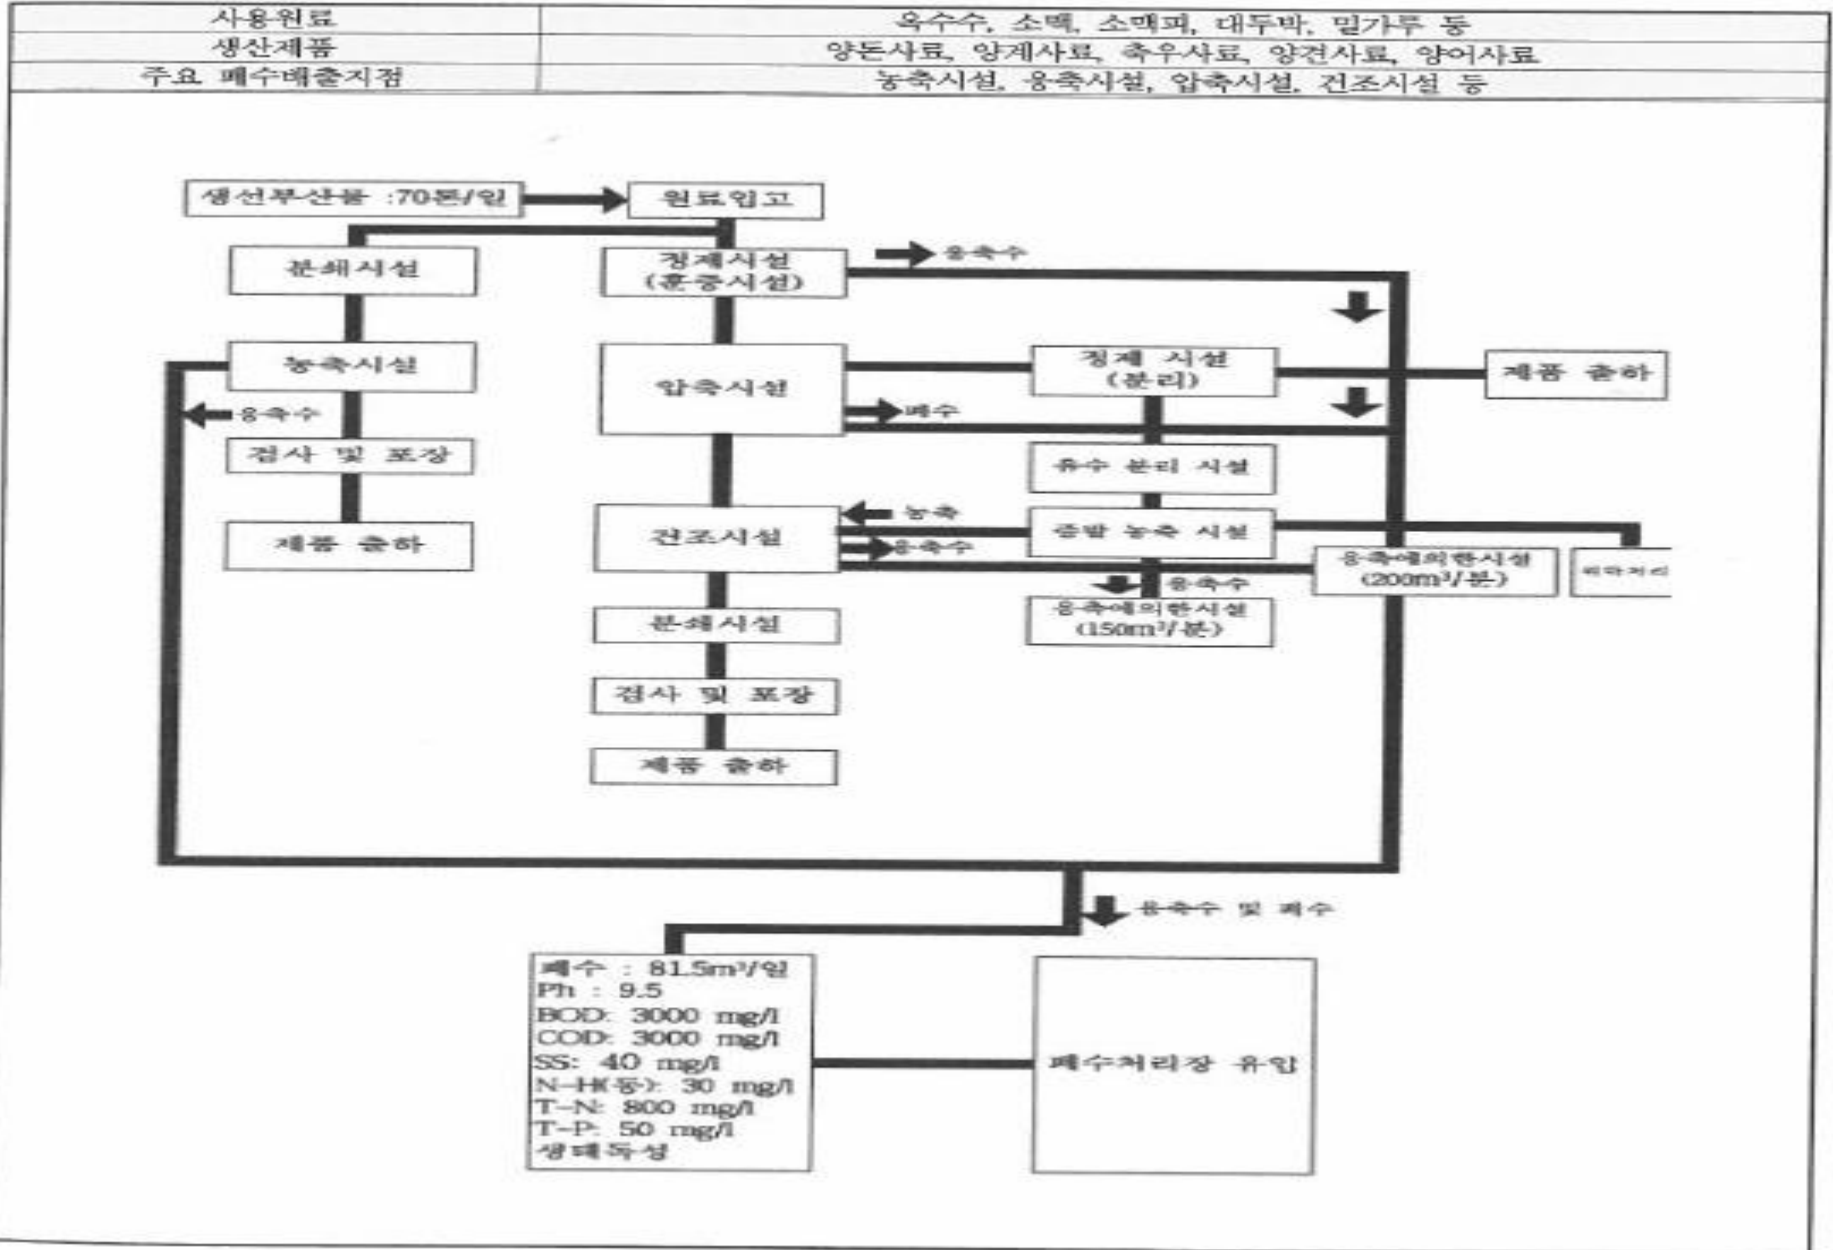 사용원료 옥수수, 소맥, 소맥피, 대두박, 밀가루 등
생산제품 양돈사료, 양계사료, 축우사료, 양견사료, 양어사료
주요 폐수배출지점 농축시설, 응축시설, 압축시설, 건조시설 등
생선부산물 :70톤/일
원료입고
분쇄시설
정제시설
(훈증시설)
응축수
농축시설
압축시설
정제 시설
(분리)
제품 출하
응축수
폐수
검사 및 포장
유수 분리 시설
제품 출하
건조시설
농축
응축수
증발 농축 시설
응축에의한시설
(200m³/분)
위탁처리
응축수
응축에의한시설
(150m³/분)
분쇄시설
검사 및 포장
제품 출하
응축수 및 폐수
폐수 : 81.5m³/일
Ph : 9.5
BOD: 3000 mg/l
COD: 3000 mg/l
SS: 40 mg/l
N-H(동): 30 mg/l
T-N: 800 mg/l
T-P: 50 mg/l
생태독성
폐수처리장 유입